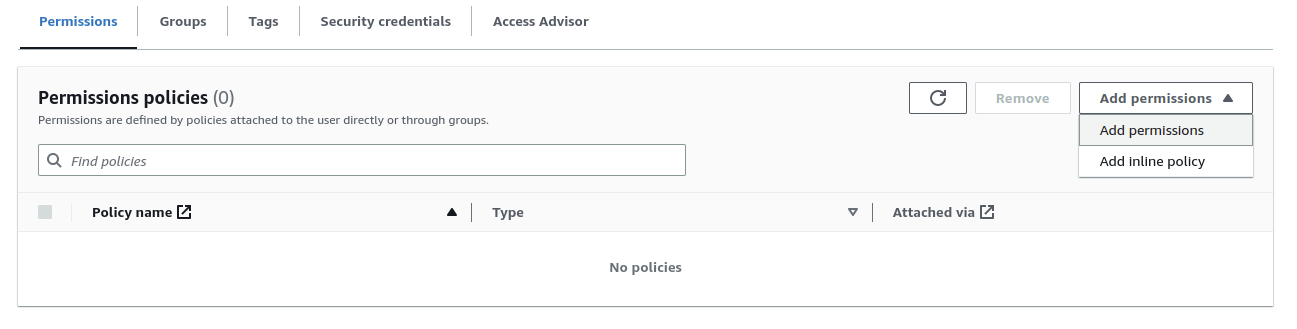 Permissions
Groups
Tags
Security credentials
Access Advisor
Permissions policies (0)
Permissions are defined by policies attached to the user directly or through groups.
Remove
Add permissions
Add permissions
Add inline policy
Find policies
Policy name
Type
Attached via
No policies